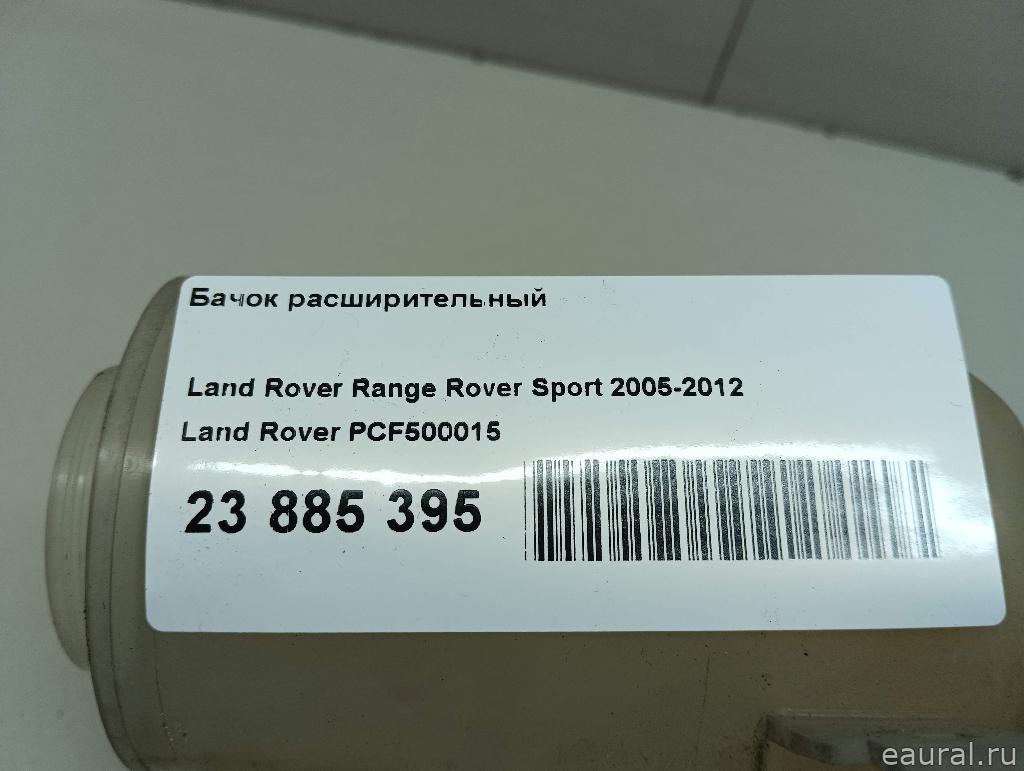 Бачок расширительный
Land Rover Range Rover Sport 2005-2012
Land Rover PCF500015
23 885 395
eaural.ru